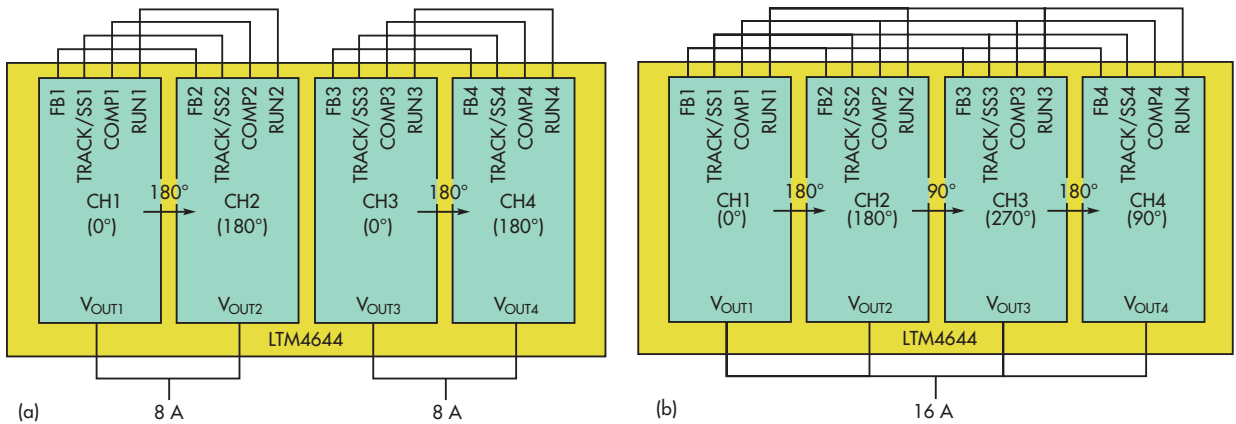 FB1
TRACK/SS1
COMP1
RUN1
FB2
TRACK/SS2
COMP2
RUN2
FB3
TRACK/SS3
COMP3
RUN3
FB4
TRACK/SS4
COMP4
RUN4
CH1
(0°)
180°
CH2
(180°)
CH3
(0°)
180°
CH4
(180°)
VOUT1
VOUT2
VOUT3
VOUT4
LTM4644
(a)
8 A
8 A
FB1
TRACK/SS1
COMP1
RUN1
FB2
TRACK/SS2
COMP2
RUN2
FB3
TRACK/SS3
COMP3
RUN3
FB4
TRACK/SS4
COMP4
RUN4
CH1
(0°)
180°
CH2
(180°)
90°
CH3
(270°)
180°
CH4
(90°)
VOUT1
VOUT2
VOUT3
VOUT4
LTM4644
(b)
16 A